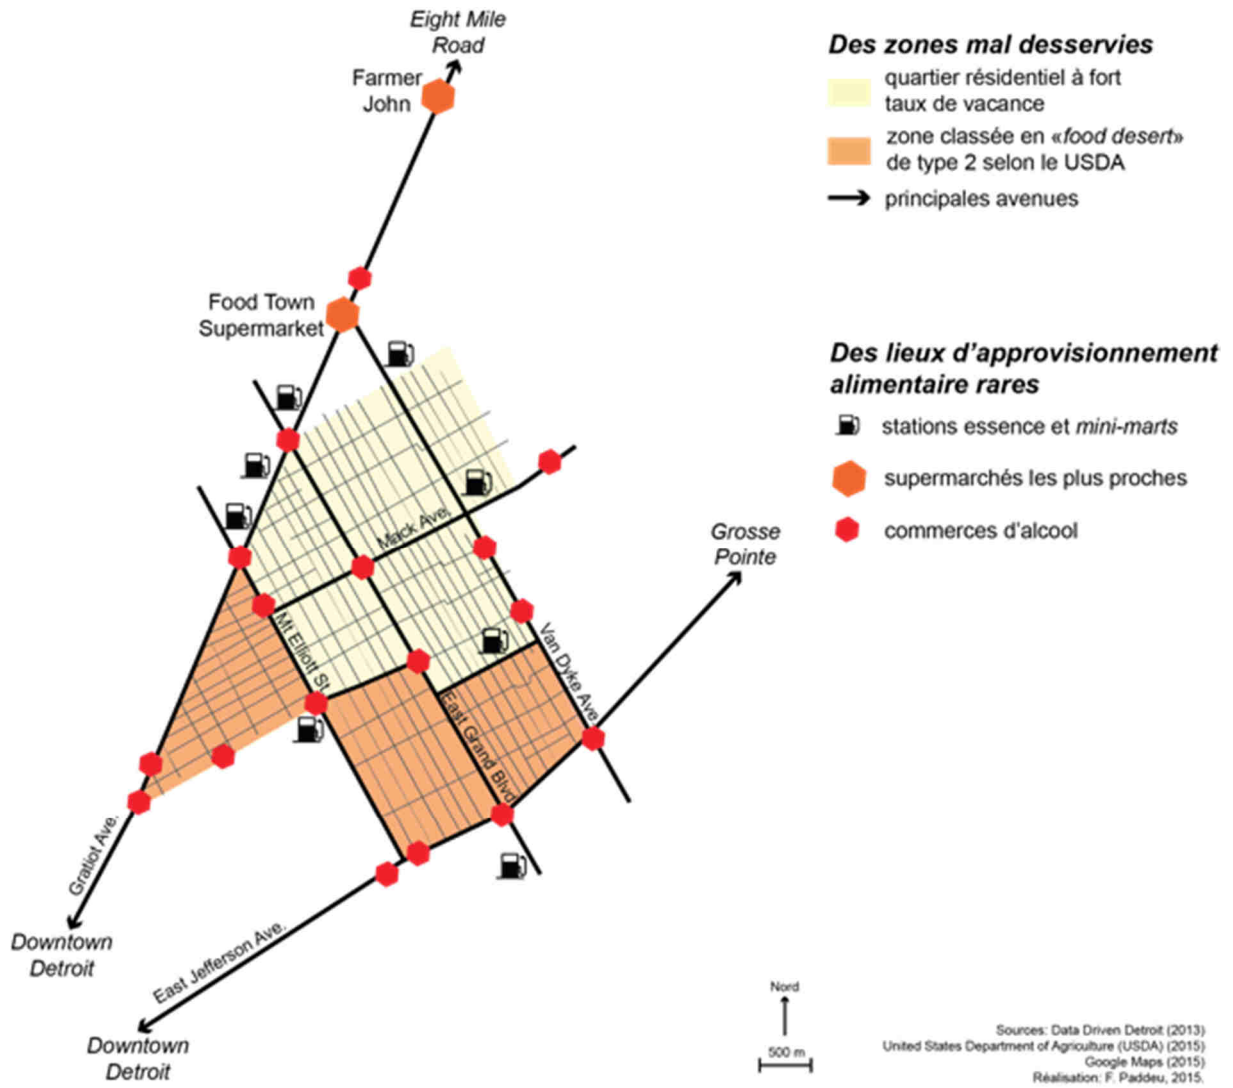 Eight Mile
Road
Farmer
John
Food Town
Supermarket
Mack Ave.
Mt Elliott St.
Van Dyke Ave.
East Grand Blvd
Grosse
Pointe
Gratiot Ave.
Downtown
Detroit
East Jefferson Ave.
Downtown
Detroit
Des zones mal desservies
quartier résidentiel à fort
taux de vacance
zone classée en «food desert»
de type 2 selon le USDA
principales avenues
Des lieux d’approvisionnement
alimentaire rares
stations essence et mini-marts
supermarchés les plus proches
commerces d’alcool
Nord
500 m
Sources: Data Driven Detroit (2013)
United States Department of Agriculture (USDA) (2015)
Google Maps (2015)
Réalisation: F. Paddeu, 2015.